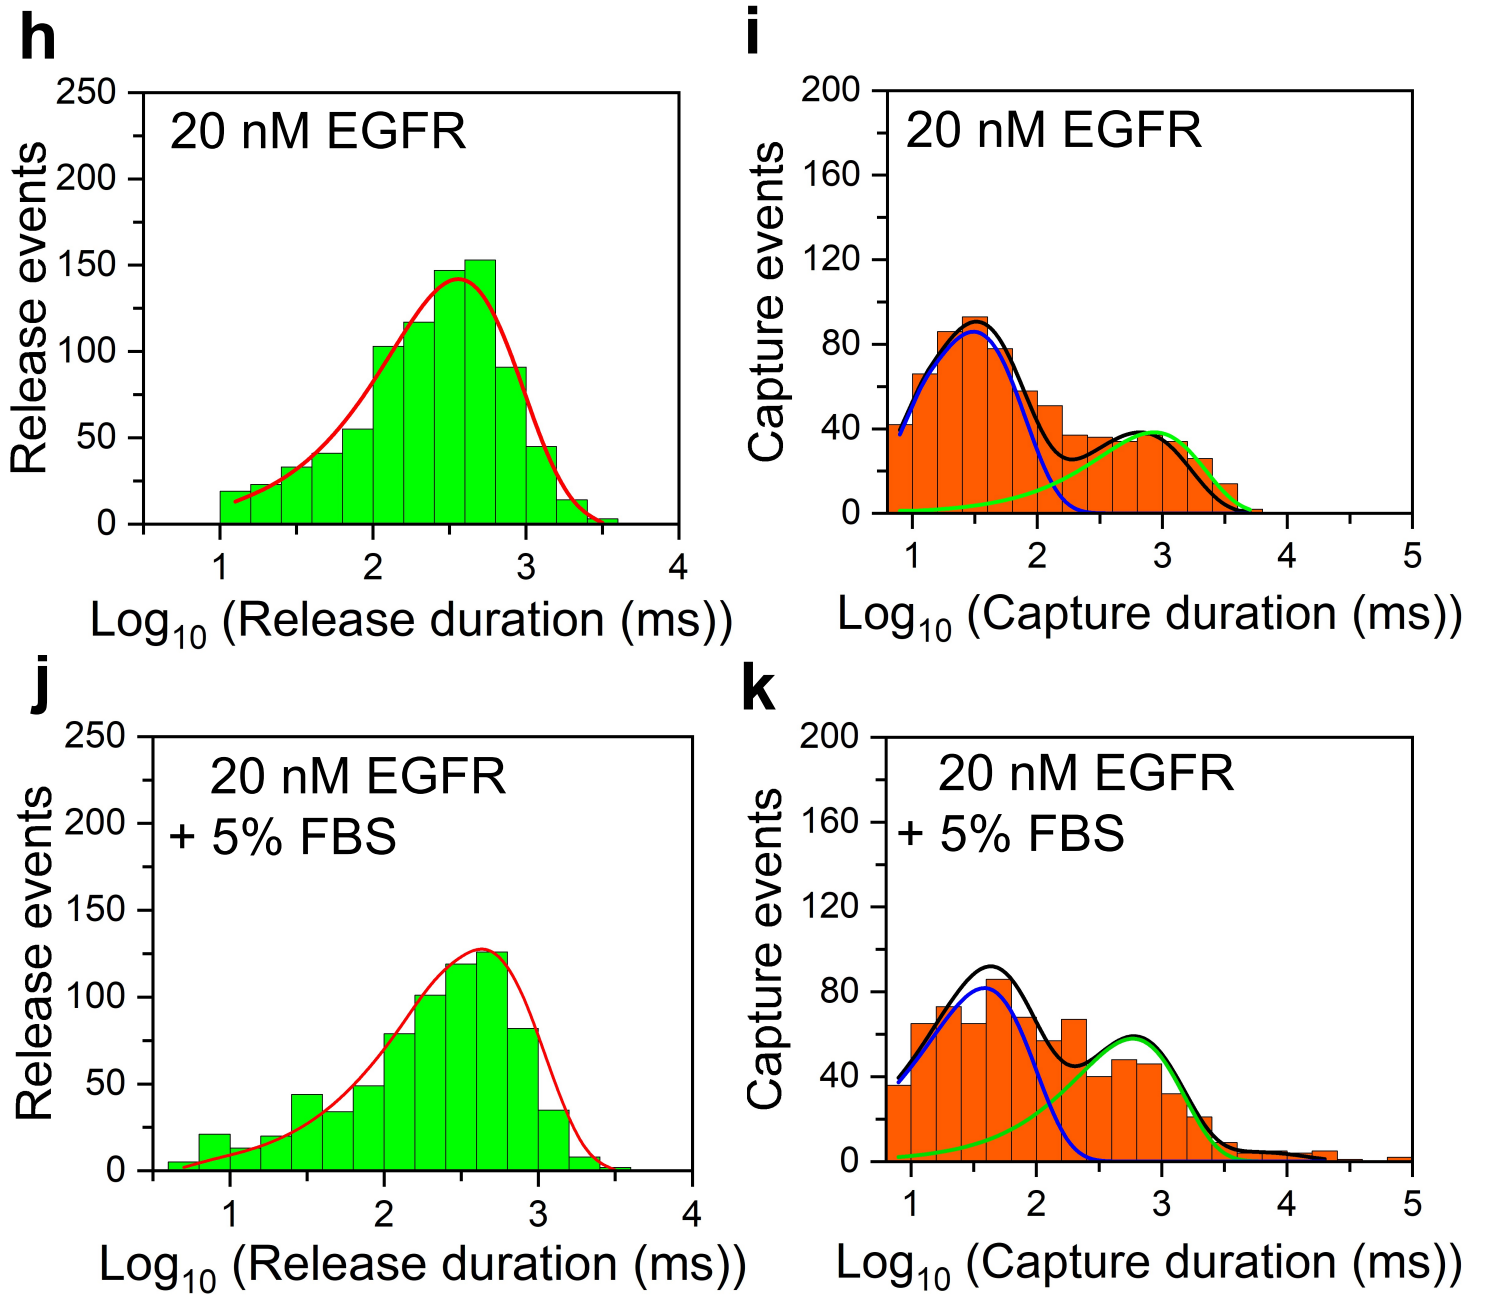 h
250
200
150
100
50
0
Release events
20 nM EGFR
1 2 3 4
Log10 (Release duration (ms))
i
200
160
120
80
40
0
Capture events
20 nM EGFR
1 2 3 4 5
Log10 (Capture duration (ms))
j
250
200
150
100
50
0
Release events
20 nM EGFR
+ 5% FBS
1 2 3 4
Log10 (Release duration (ms))
k
200
160
120
80
40
0
Capture events
20 nM EGFR
+ 5% FBS
1 2 3 4 5
Log10 (Capture duration (ms))